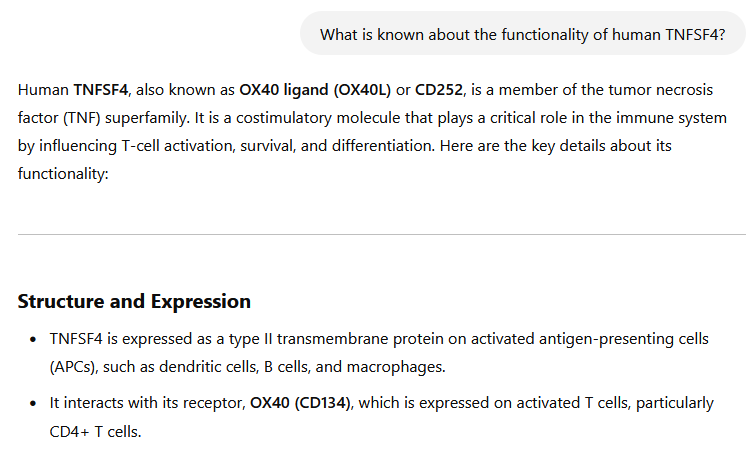 What is known about the functionality of human TNFSF4?
Human TNFSF4, also known as OX40 ligand (OX40L) or CD252, is a member of the tumor necrosis
factor (TNF) superfamily. It is a costimulatory molecule that plays a critical role in the immune system
by influencing T-cell activation, survival, and differentiation. Here are the key details about its
functionality:
Structure and Expression
• TNFSF4 is expressed as a type II transmembrane protein on activated antigen-presenting cells
(APCs), such as dendritic cells, B cells, and macrophages.
• It interacts with its receptor, OX40 (CD134), which is expressed on activated T cells, particularly
CD4+ T cells.